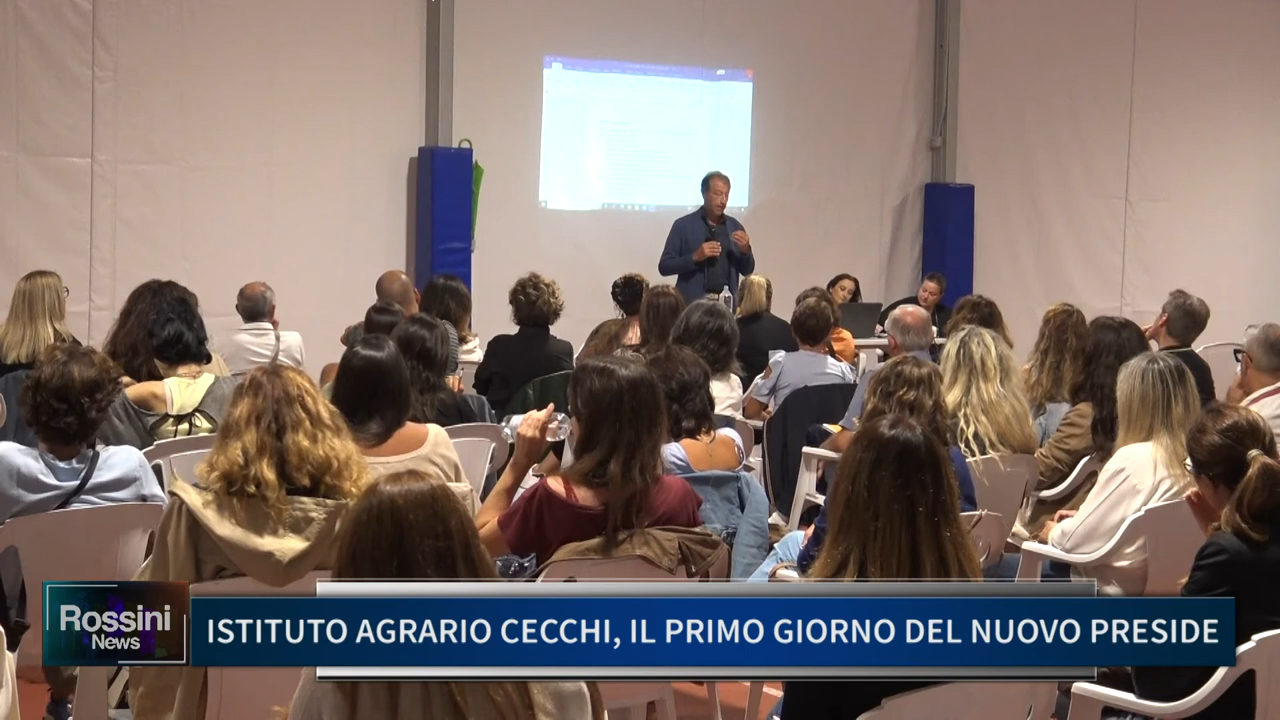 Rossini
News
ISTITUTO AGRARIO CECCHI, IL PRIMO GIORNO DEL NUOVO PRESIDE